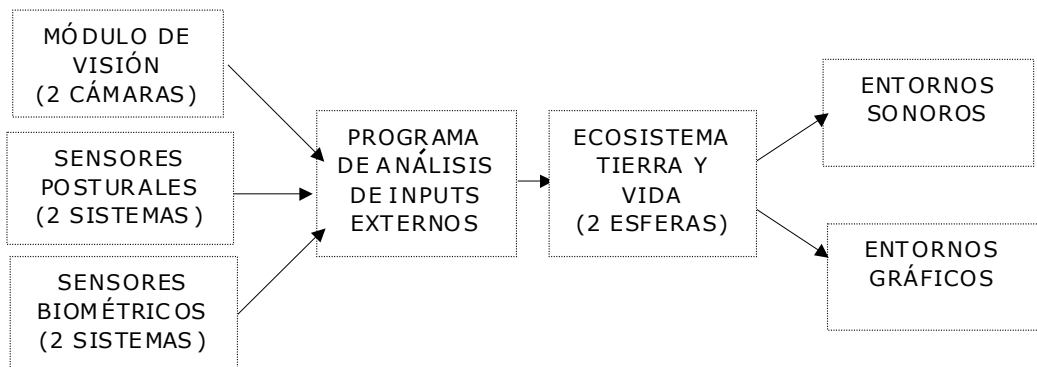 MÓDULO DE
VISIÓN
(2 CÁMARAS)
SENSORES
POSTURALES
(2 SISTEMAS)
SENSORES
BIOMÉTRICOS
(2 SISTEMAS)
PROGRAMA
DE ANÁLISIS
DE INPUTS
EXTERNOS
ECOSISTEMA
TIERRA Y
VIDA
(2 ESFERAS)
ENTORNOS
SONOROS
ENTORNOS
GRÁFICOS